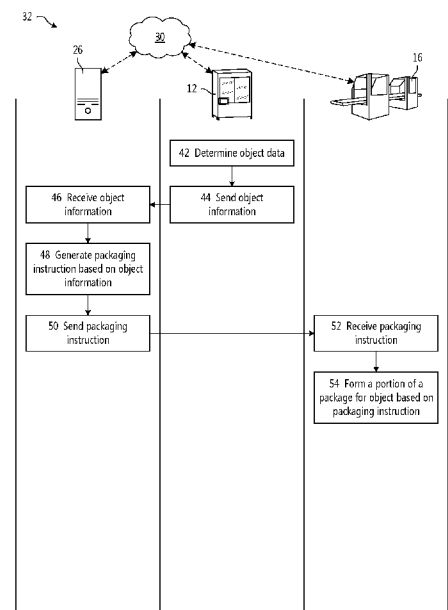 32
26
30
12
16
42 Determine object data
46 Receive object
information
44 Send object
information
48 Generate packaging
instruction based on object
information
50 Send packaging
instruction
52 Receive packaging
instruction
54 Form a portion of a
package for object based on
packaging instruction